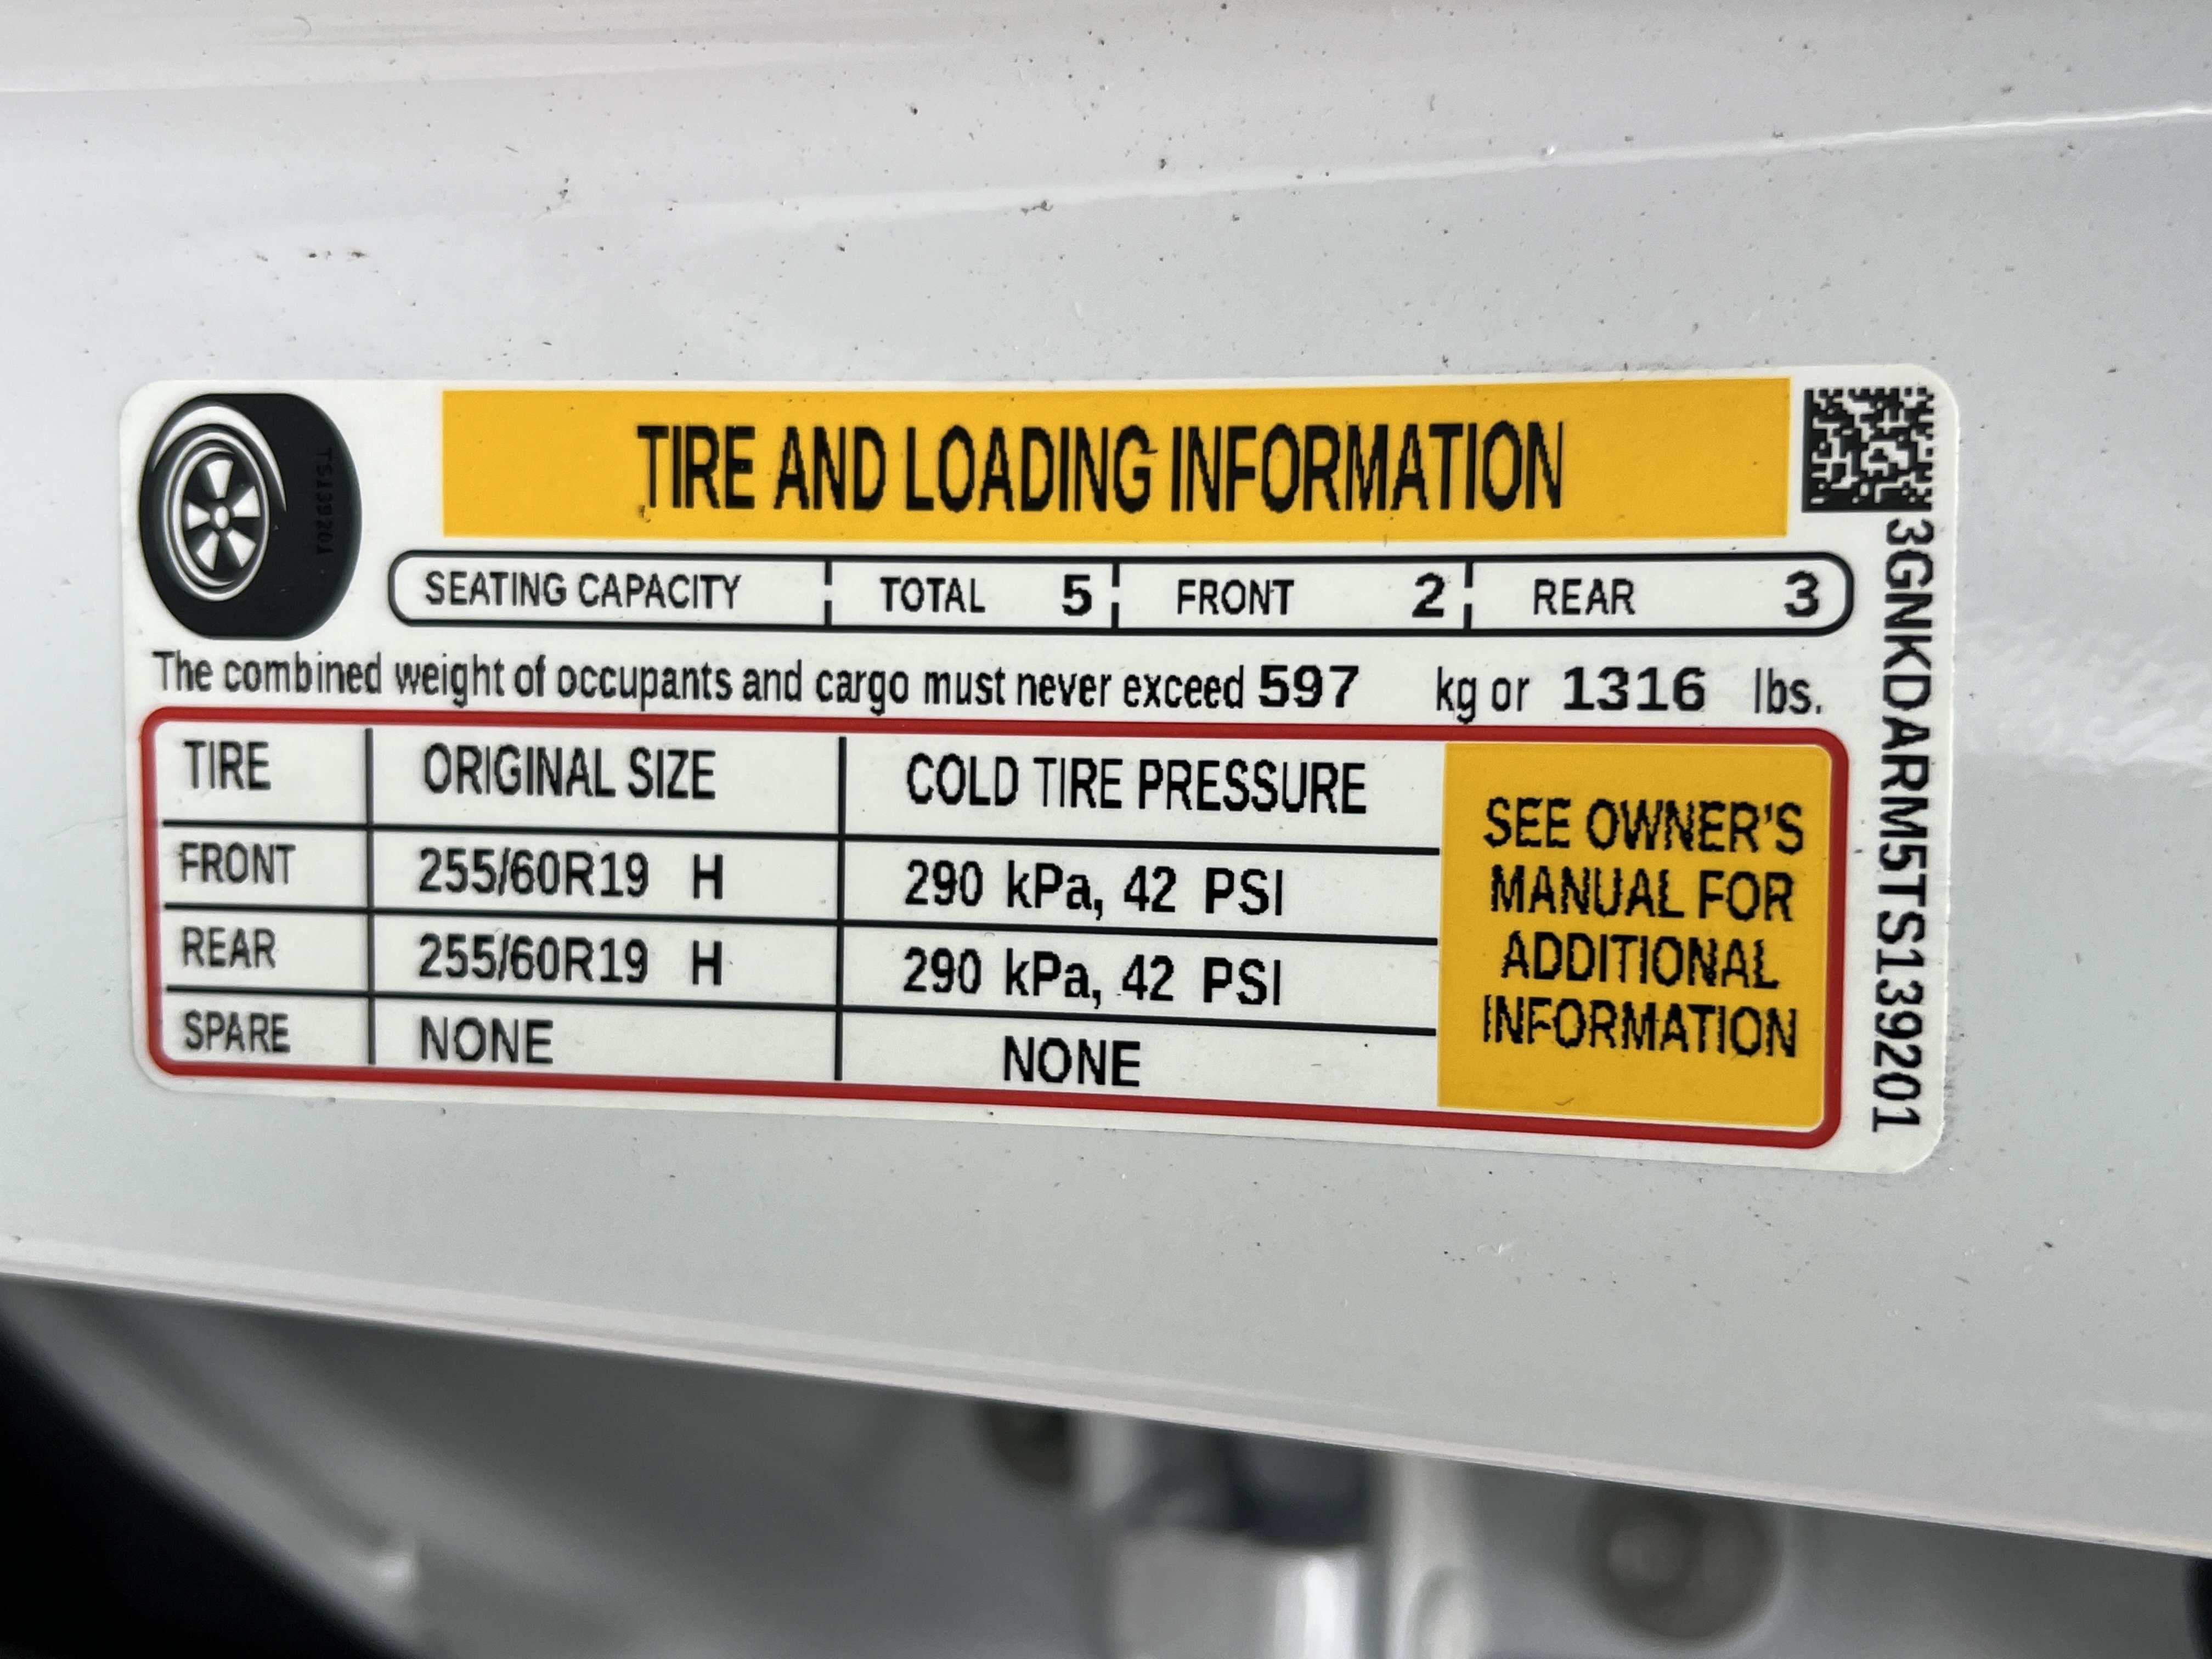 TIRE AND LOADING INFORMATION
TS139201
SEATING CAPACITY TOTAL 5 FRONT 2 REAR 3
The combined weight of occupants and cargo must never exceed 597 kg or 1316 lbs.
TIRE ORIGINAL SIZE COLD TIRE PRESSURE
FRONT 255/60R19 H 290 kPa, 42 PSI
REAR 255/60R19 H 290 kPa, 42 PSI
SPARE NONE NONE
SEE OWNER'S
MANUAL FOR
ADDITIONAL
INFORMATION
3GNKDARM5TS139201